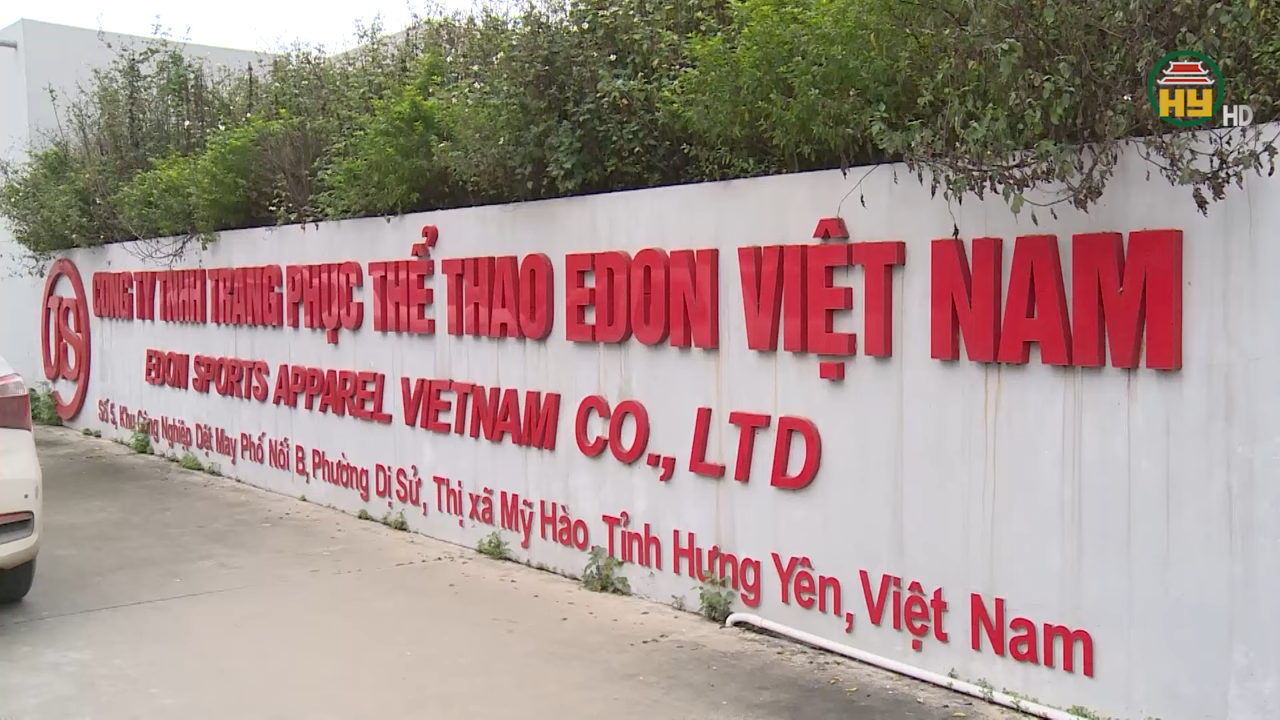 HY HD
CÔNG TY TNHH TRANG PHỤC THỂ THAO EDON VIỆT NAM
EDON SPORTS APPAREL VIETNAM CO., LTD
Số 5, Khu Công Nghiệp Dệt May Phố Nối B, Phường Dị Sử, Thị xã Mỹ Hào, Tỉnh Hưng Yên, Việt Nam